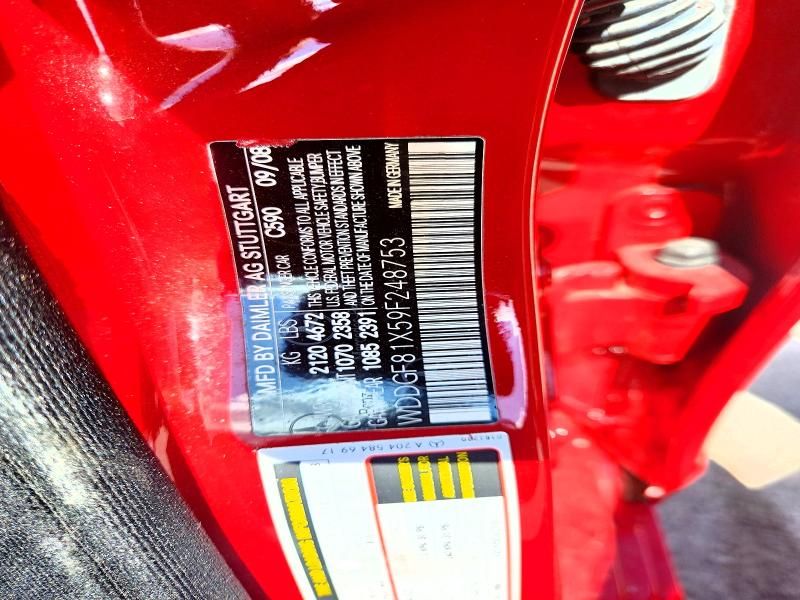 MFD BY DAIMLER AG STUTTGART
PASSENGER CAR C590 09/08
KG LBS
2120 4672 THIS VEHICLE CONFORMS TO ALL APPLICABLE
U.S. FEDERAL MOTOR VEHICLE SAFETY, BUMPER
1070 2358 AND THEFT PREVENTION STANDARDS IN EFFECT
1085 2391 ON THE DATE OF MANUFACTURE SHOWN ABOVE
WDDGF81X59F248753 MADE IN GERMANY
A 204 584 69 17
INFORMATION